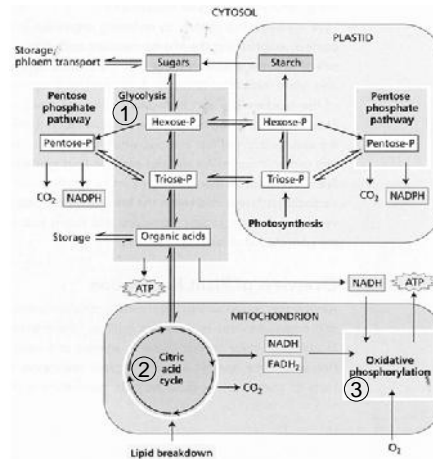 CYTOSOL
PLASTID
Storage/
phloem transport
Sugars
Starch
Pentose
phosphate
pathway
Glycolysis
①
Hexose-P
Hexose-P
Pentose
phosphate
pathway
Pentose-P
Pentose-P
CO₂
NADPH
Triose-P
Triose-P
CO₂
NADPH
Photosynthesis
Storage
Organic acids
ATP
NADH
ATP
MITOCHONDRION
②
Citric
acid
cycle
NADH
FADH₂
CO₂
Oxidative
phosphorylation
③
Lipid breakdown
O₂